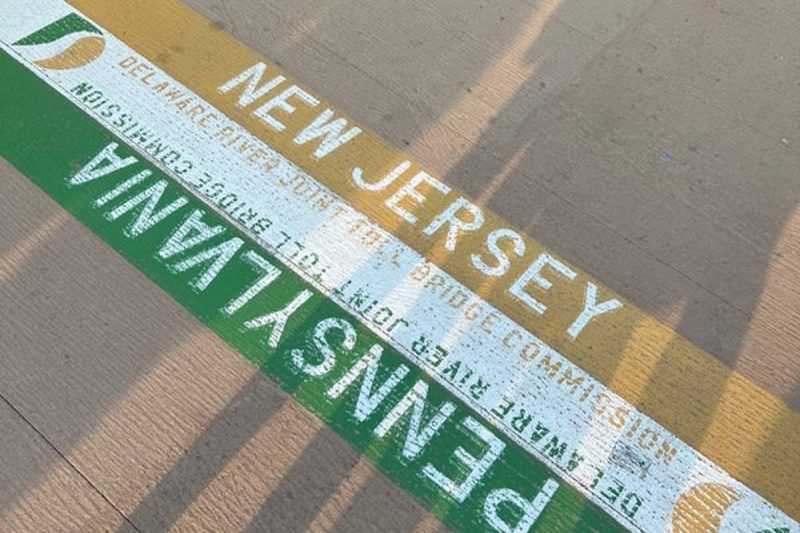 NEW JERSEY
DELAWARE RIVER JOINT TOLL BRIDGE COMMISSION
DELAWARE RIVER JOINT TOLL BRIDGE COMMISSION
PENNSYLVANIA